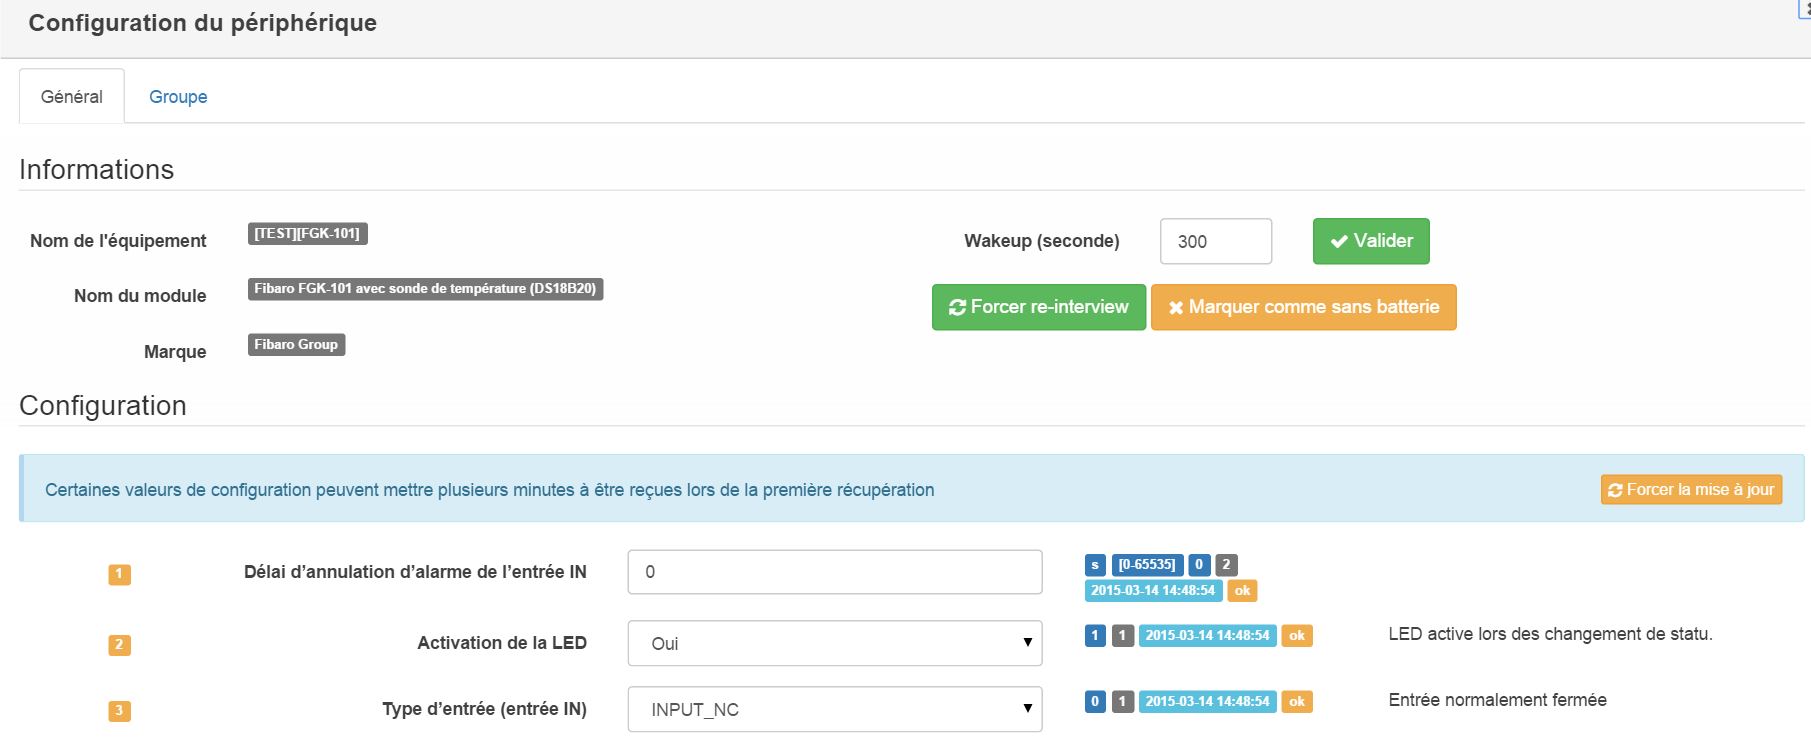 Configuration du périphérique
Général Groupe
Informations
Nom de l'équipement [TEST][FGK-101] Wakeup (seconde) 300 Valider
Nom du module Fibaro FGK-101 avec sonde de température (DS18B20) Forcer re-interview Marquer comme sans batterie
Marque Fibaro Group
Configuration
Certaines valeurs de configuration peuvent mettre plusieurs minutes à être reçues lors de la première récupération Forcer la mise à jour
1 Délai d’annulation d’alarme de l’entrée IN 0 s [0-65535] 0 2
2015-03-14 14:48:54 ok
2 Activation de la LED Oui 1 1 2015-03-14 14:48:54 ok LED active lors des changement de statu.
3 Type d’entrée (entrée IN) INPUT_NC 0 1 2015-03-14 14:48:54 ok Entrée normalement fermée